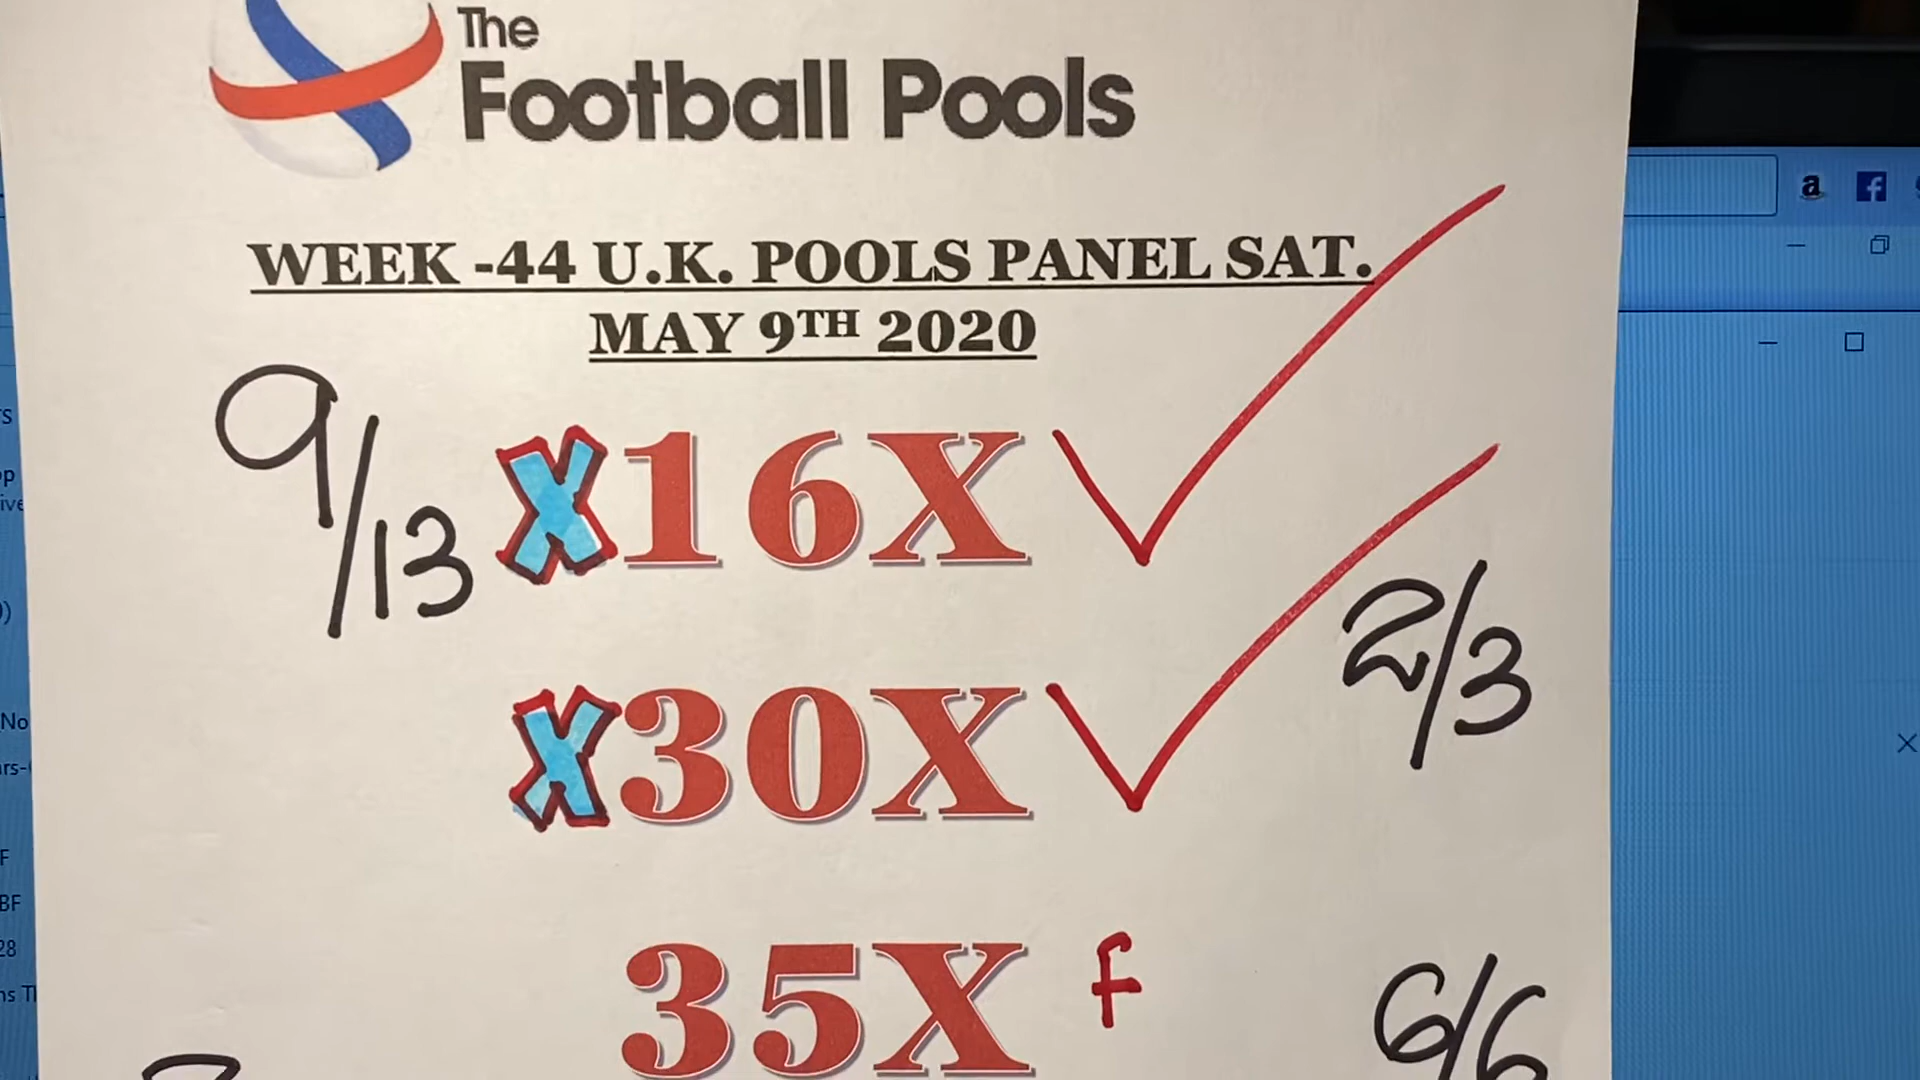 The
Football Pools
WEEK -44 U.K. POOLS PANEL SAT.
MAY 9TH 2020
9/13
X16X
2/3
X30X
35X f
6/6